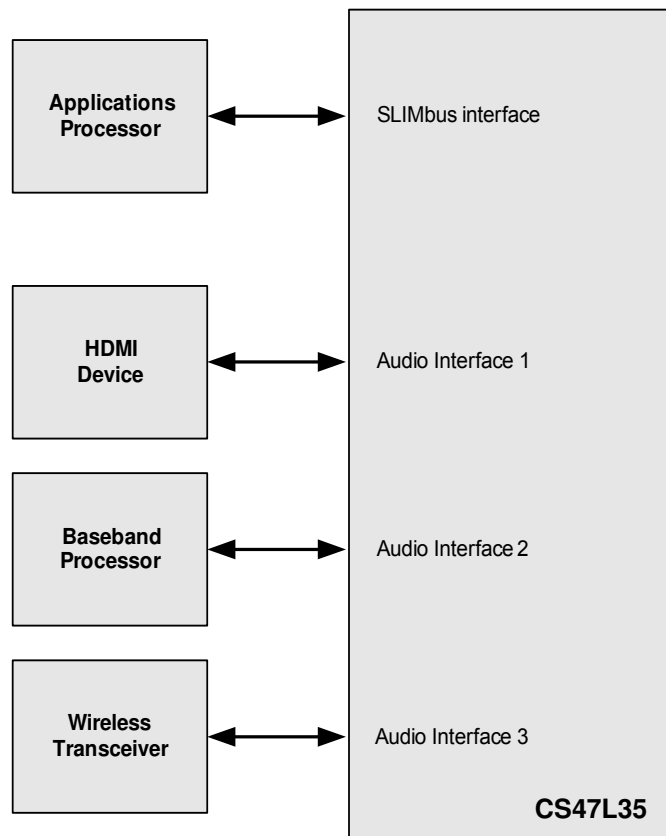 Applications
Processor
SLIMbus interface
HDMI
Device
Audio Interface 1
Baseband
Processor
Audio Interface 2
Wireless
Transceiver
Audio Interface 3
CS47L35